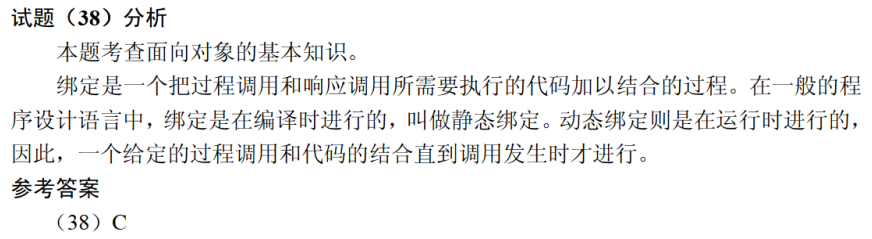 试题（38）分析
本题考查面向对象的基本知识。
绑定是一个把过程调用和响应调用所需要执行的代码加以结合的过程。在一般的程
序设计语言中，绑定是在编译时进行的，叫做静态绑定。动态绑定则是在运行时进行的，
因此，一个给定的过程调用和代码的结合直到调用发生时才进行。
参考答案
（38）C